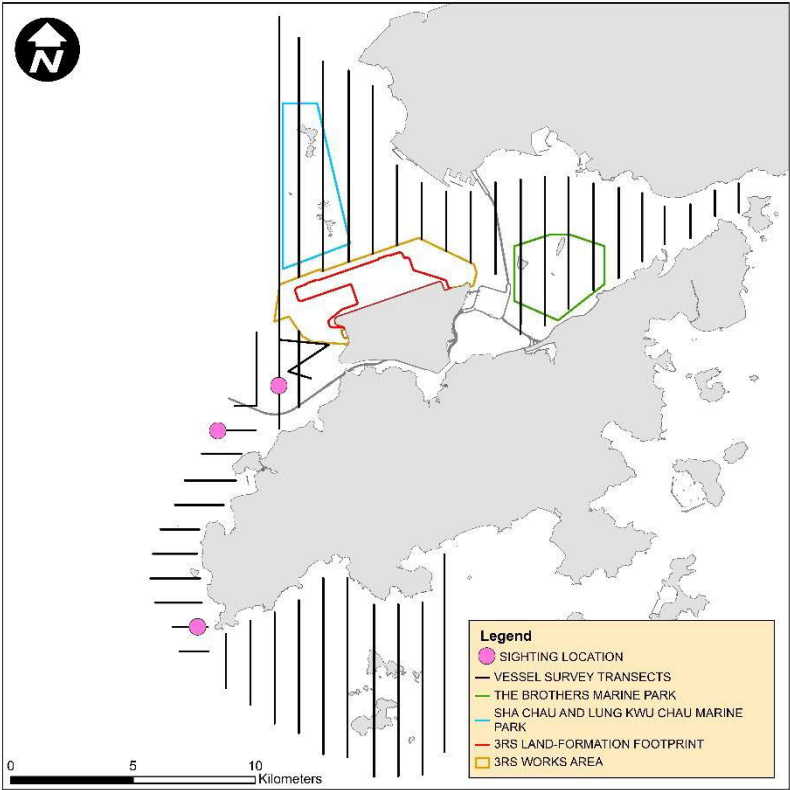 N
Legend
SIGHTING LOCATION
VESSEL SURVEY TRANSECTS
THE BROTHERS MARINE PARK
SHA CHAU AND LUNG KWU CHAU MARINE
PARK
3RS LAND-FORMATION FOOTPRINT
3RS WORKS AREA
0 5 10
Kilometers